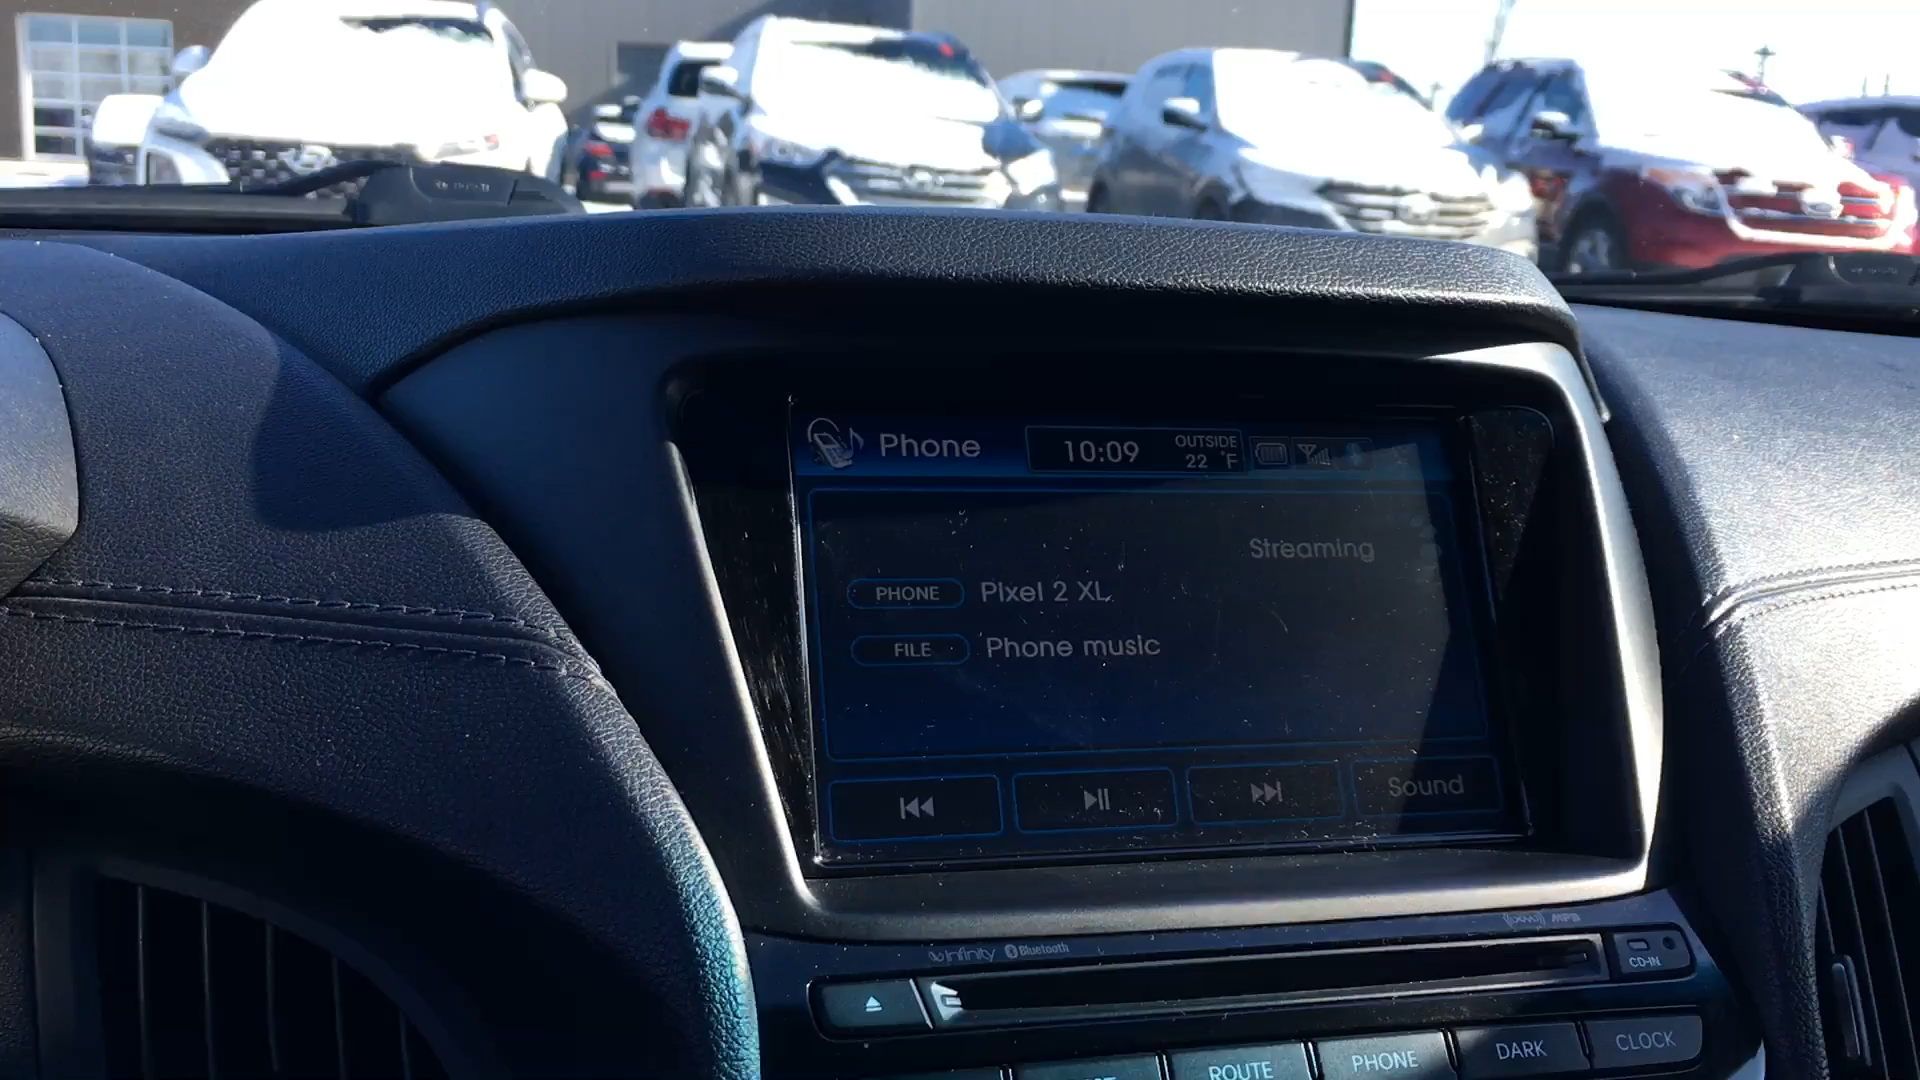 Phone
10:09
OUTSIDE
22 °F
Streaming
PHONE Pixel 2 XL
FILE Phone music
Sound
infinity Bluetooth
MP3
CD-IN
ROUTE
PHONE
DARK
CLOCK